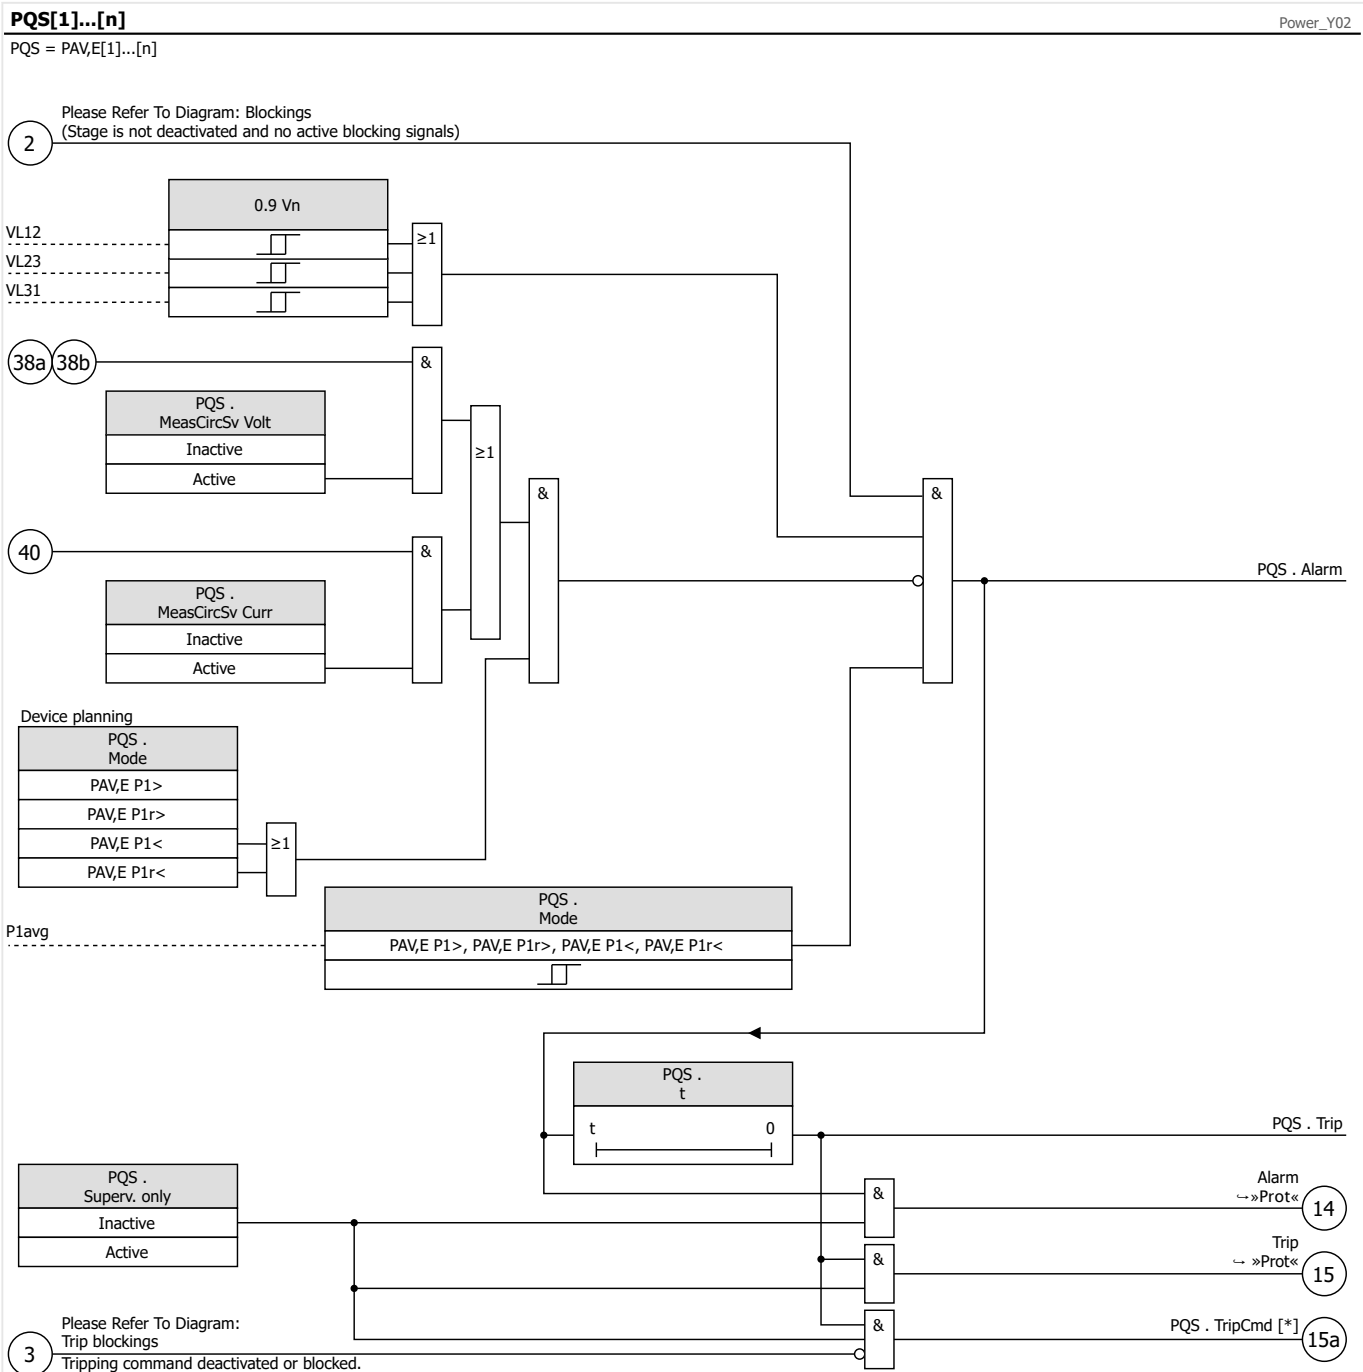 PQS[1]...[n]
Power_Y02
PQS = PAV,E[1]...[n]
Please Refer To Diagram: Blockings
(Stage is not deactivated and no active blocking signals)
2
0.9 Vn
VL12
VL23
VL31
≥1
38a
38b
&
PQS .
MeasCircSv Volt
Inactive
Active
≥1
&
&
40
&
PQS .
MeasCircSv Curr
Inactive
Active
PQS . Alarm
Device planning
PQS .
Mode
PAV,E P1>
PAV,E P1r>
PAV,E P1<
PAV,E P1r<
≥1
PQS .
Mode
P1avg
PAV,E P1>, PAV,E P1r>, PAV,E P1<, PAV,E P1r<
PQS .
t
t
0
PQS . Trip
PQS .
Superv. only
Inactive
Active
&
Alarm
↪»Prot«
14
&
Trip
↪ »Prot«
15
Please Refer To Diagram:
Trip blockings
3
Tripping command deactivated or blocked.
&
PQS . TripCmd [*]
15a